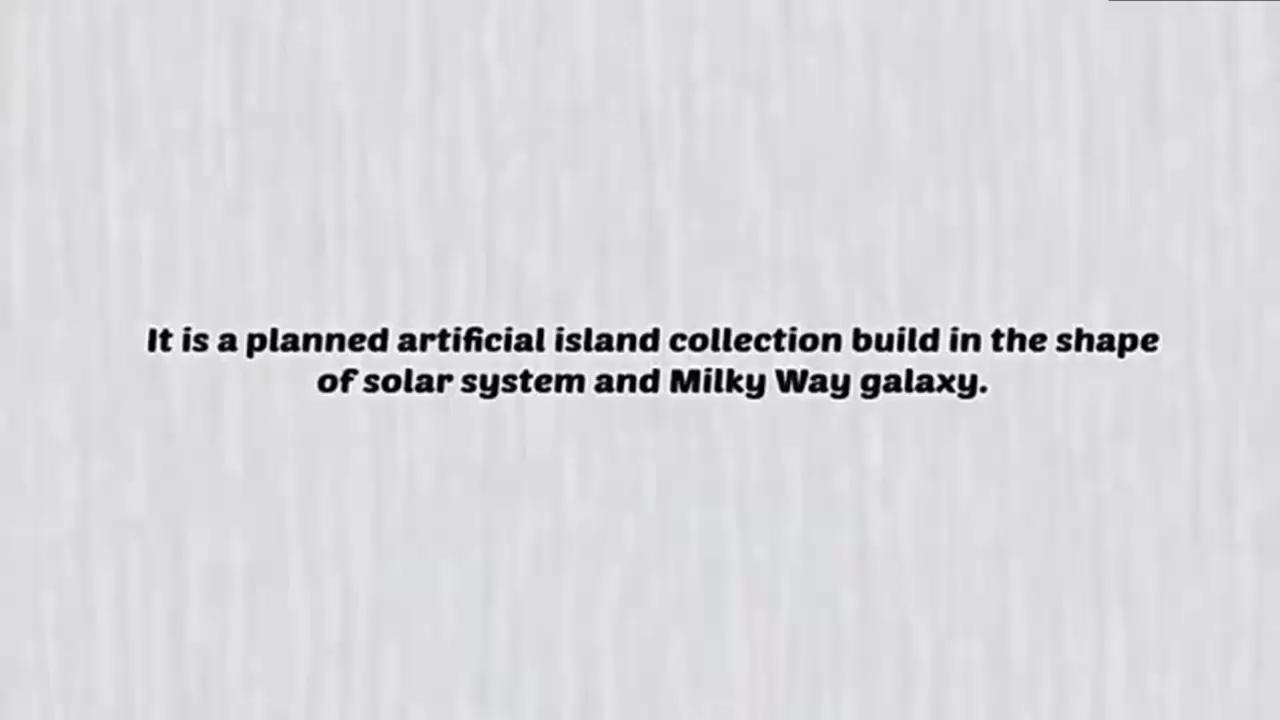 It is a planned artificial island collection build in the shape
of solar system and Milky Way galaxy.